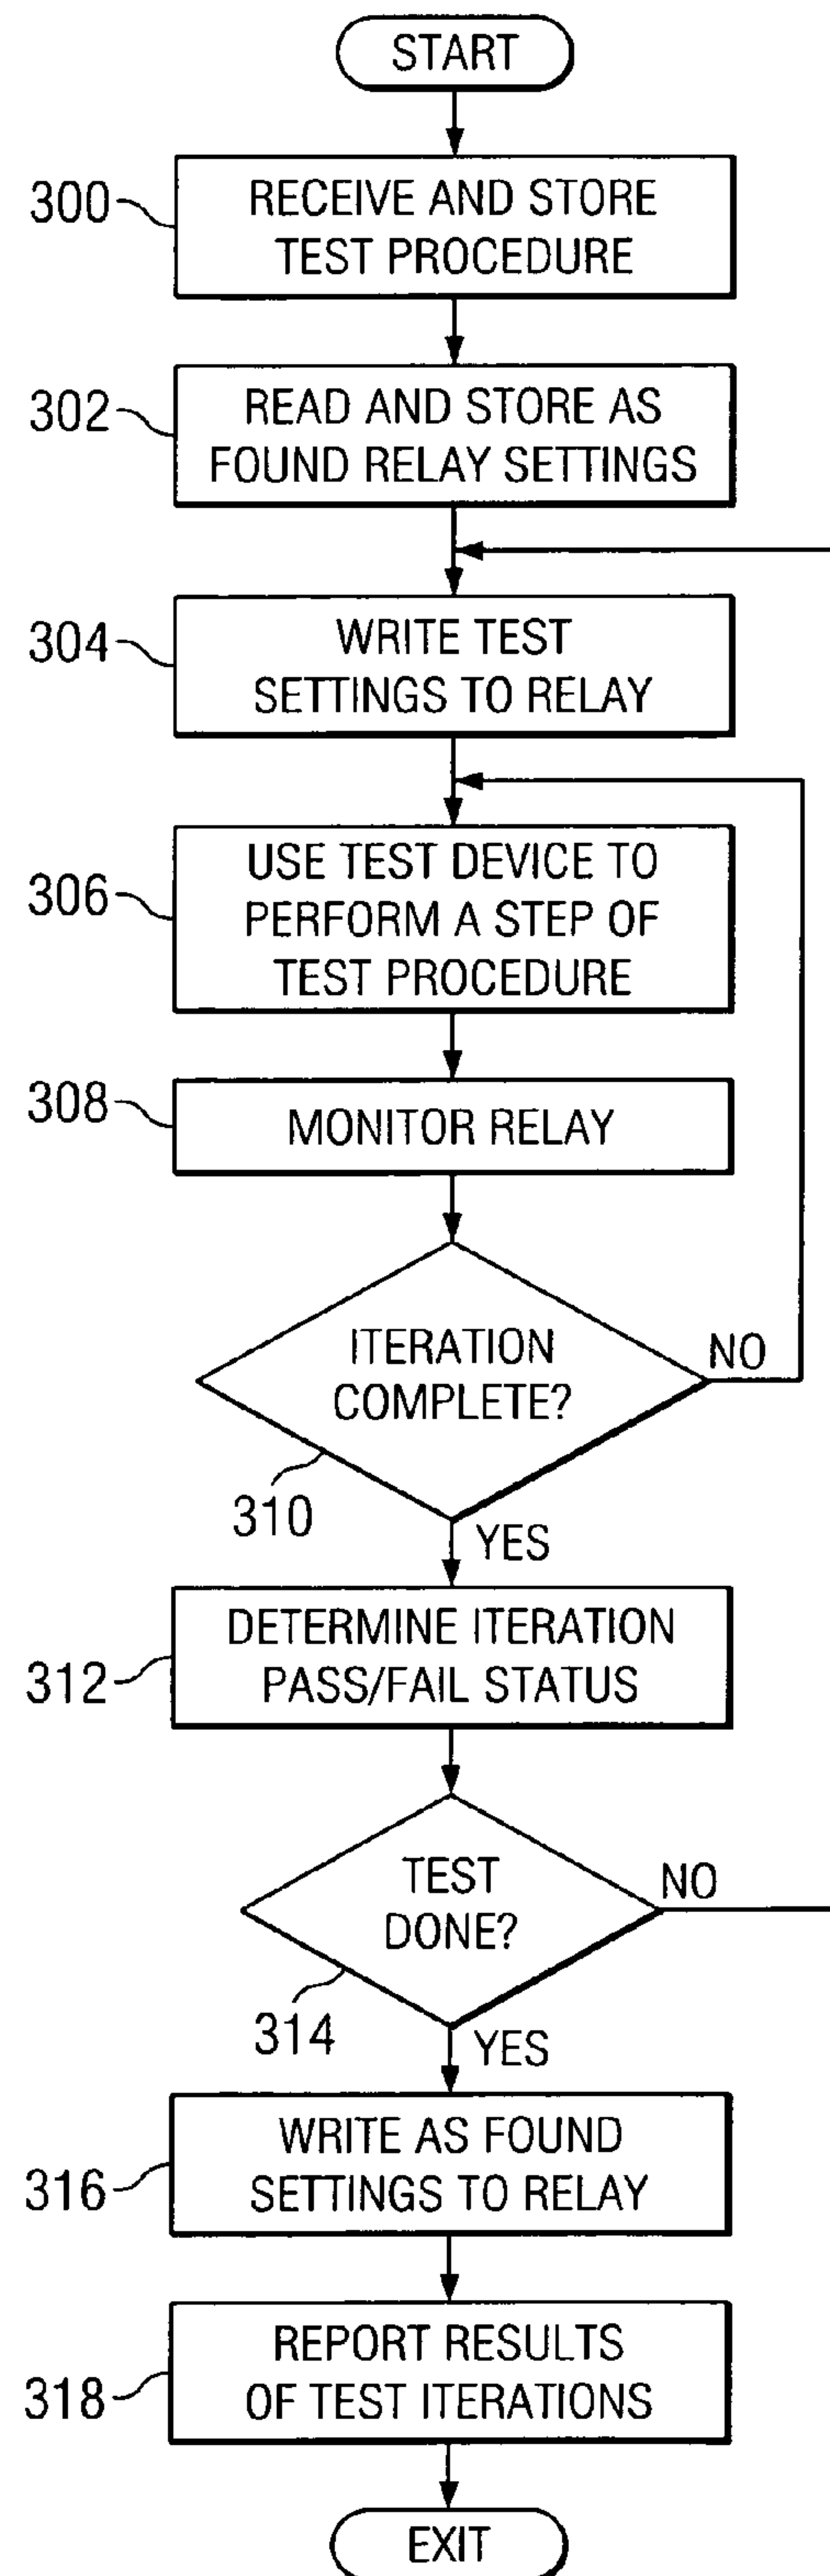 START
300
RECEIVE AND STORE
TEST PROCEDURE
302
READ AND STORE AS
FOUND RELAY SETTINGS
304
WRITE TEST
SETTINGS TO RELAY
306
USE TEST DEVICE TO
PERFORM A STEP OF
TEST PROCEDURE
308
MONITOR RELAY
ITERATION
COMPLETE?
NO
310
YES
312
DETERMINE ITERATION
PASS/FAIL STATUS
TEST
DONE?
NO
314
YES
316
WRITE AS FOUND
SETTINGS TO RELAY
318
REPORT RESULTS
OF TEST ITERATIONS
EXIT